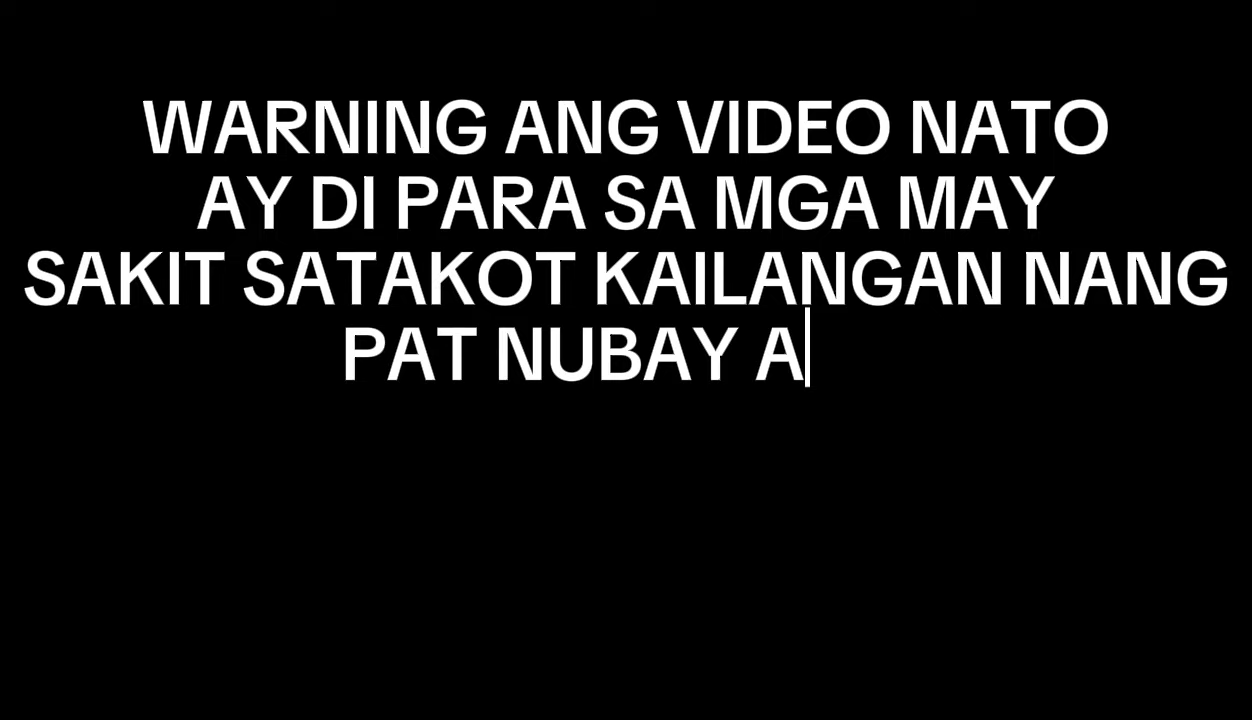 WARNING ANG VIDEO NATO
AY DI PARA SA MGA MAY
SAKIT SATAKOT KAILANGAN NANG
PAT NUBAY A